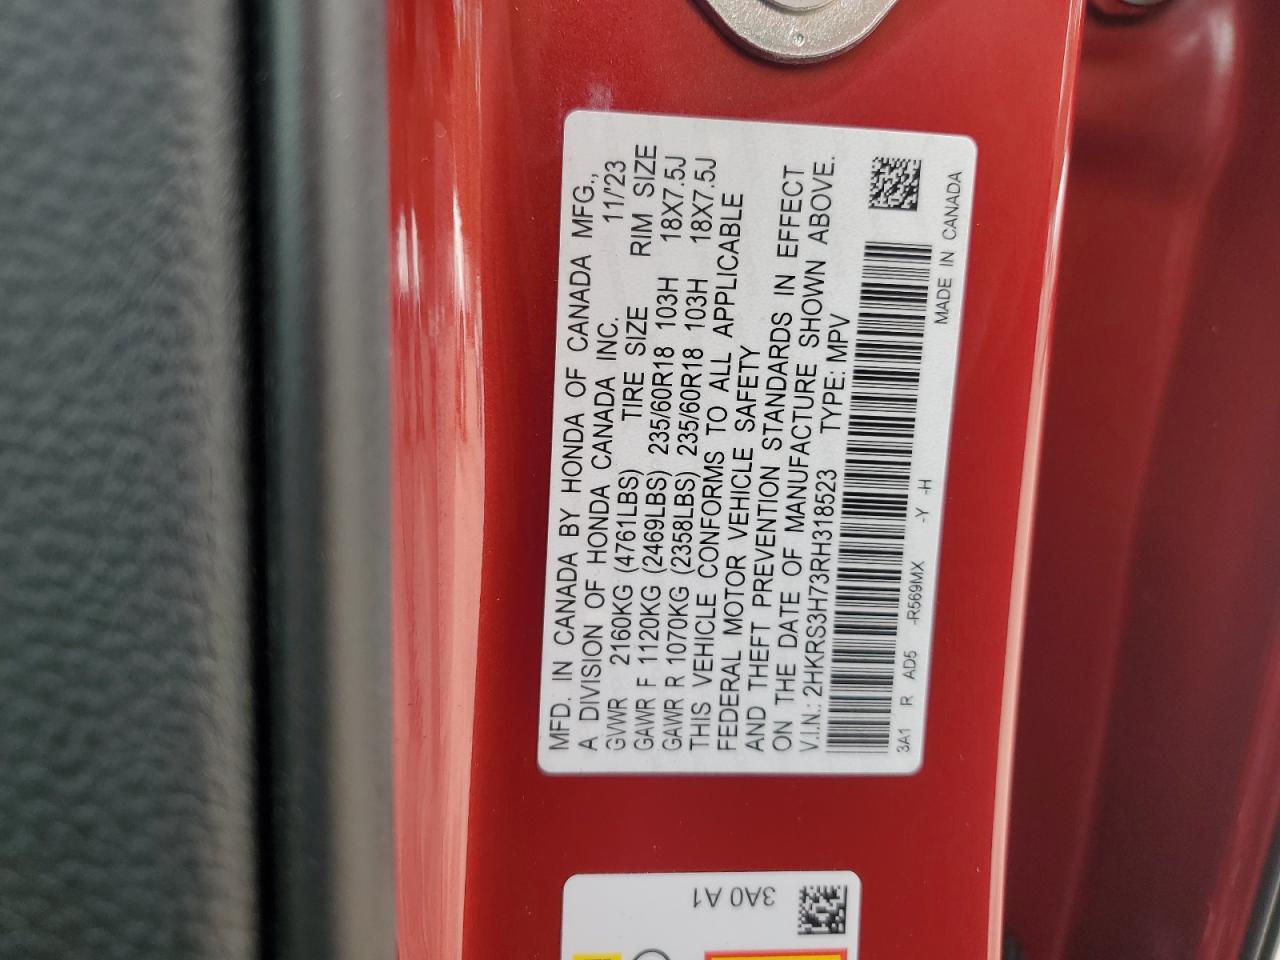 MFD. IN CANADA BY HONDA OF CANADA MFG.,
A DIVISION OF HONDA CANADA INC. 11/'23
GVWR 2160KG (4761LBS) TIRE SIZE RIM SIZE
GAWR F 1120KG (2469LBS) 235/60R18 103H 18X7.5J
GAWR R 1070KG (2358LBS) 235/60R18 103H 18X7.5J
THIS VEHICLE CONFORMS TO ALL APPLICABLE
FEDERAL MOTOR VEHICLE SAFETY
AND THEFT PREVENTION STANDARDS IN EFFECT
ON THE DATE OF MANUFACTURE SHOWN ABOVE.
V.I.N.: 2HKRS3H73RH318523 TYPE: MPV
3A1 R AD5 -R569MX -Y -H
MADE IN CANADA
3A0 A1